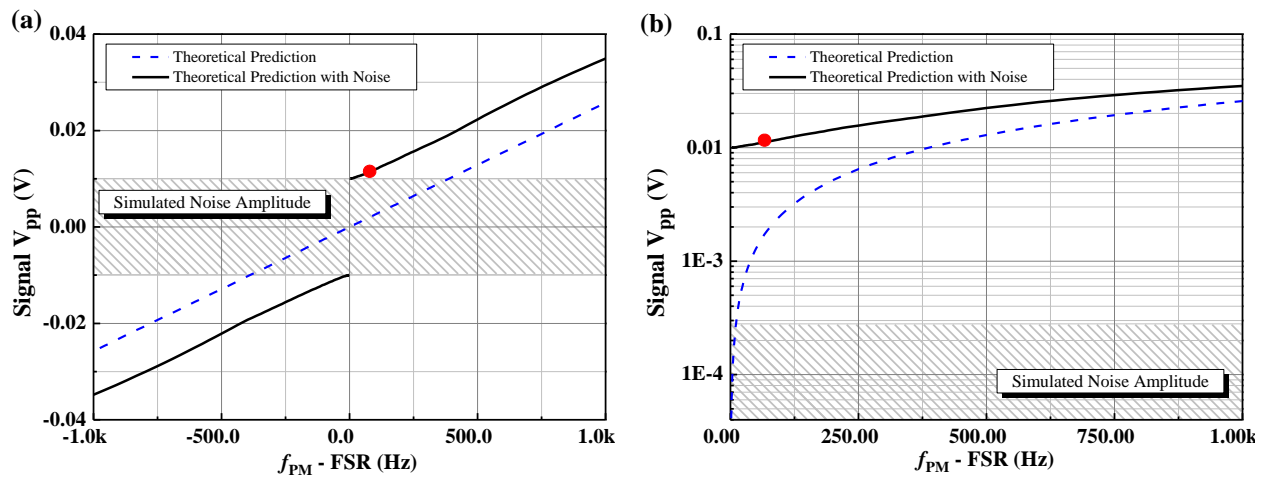 (a)
0.04
0.02
0.00
-0.02
-0.04
Signal Vpp (V)
Theoretical Prediction
Theoretical Prediction with Noise
Simulated Noise Amplitude
-1.0k
-500.0
0.0
500.0
1.0k
fPM - FSR (Hz)
(b)
0.1
0.01
1E-3
1E-4
Signal Vpp (V)
Theoretical Prediction
Theoretical Prediction with Noise
Simulated Noise Amplitude
0.00
250.00
500.00
750.00
1.00k
fPM - FSR (Hz)